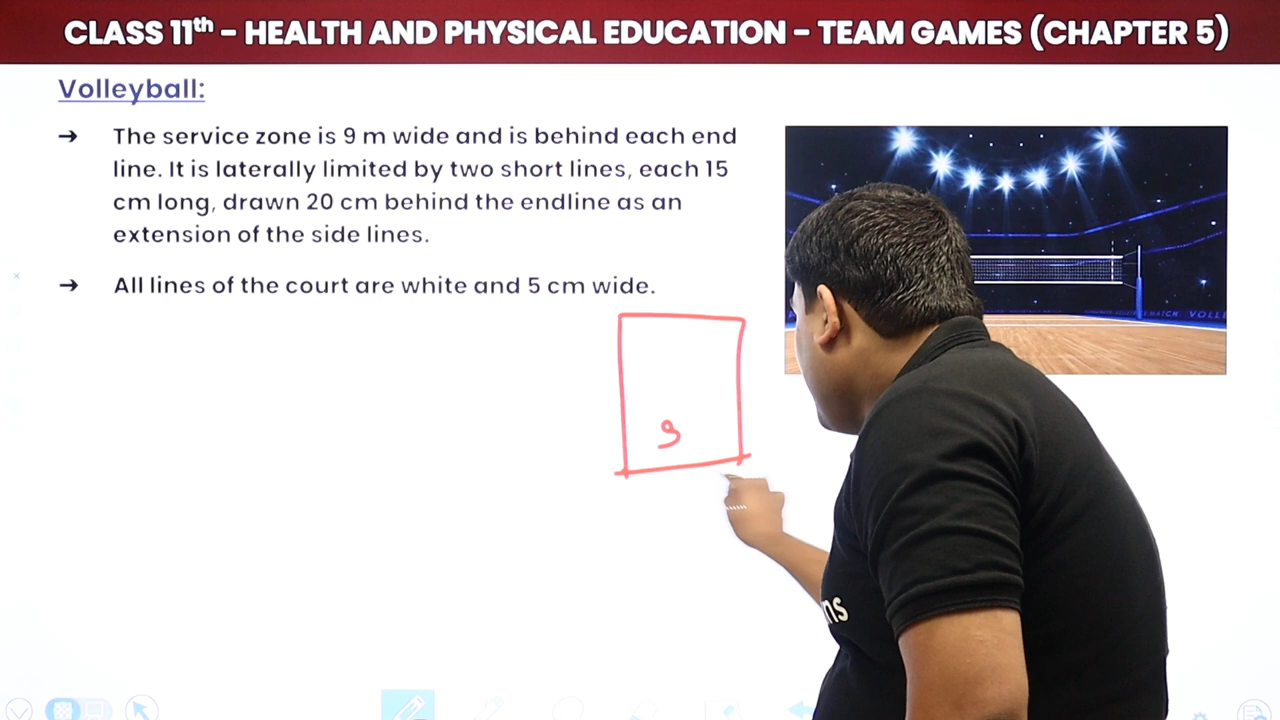 CLASS 11th – HEALTH AND PHYSICAL EDUCATION – TEAM GAMES (CHAPTER 5)
Volleyball:
➔ The service zone is 9 m wide and is behind each end
line. It is laterally limited by two short lines, each 15
cm long, drawn 20 cm behind the endline as an
extension of the side lines.
➔ All lines of the court are white and 5 cm wide.
9
ns